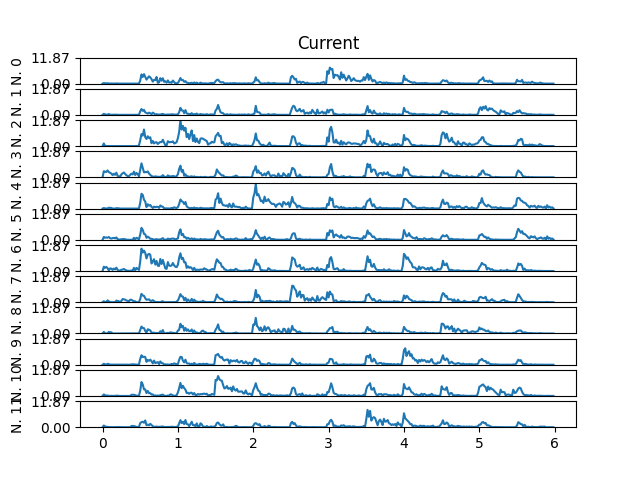 Current
N. 0
11.87
0.00
N. 1
11.87
0.00
N. 2
11.87
0.00
N. 3
11.87
0.00
N. 4
11.87
0.00
N. 5
11.87
0.00
N. 6
11.87
0.00
N. 7
11.87
0.00
N. 8
11.87
0.00
N. 9
11.87
0.00
N. 10
11.87
0.00
N. 11
11.87
0.00
0 1 2 3 4 5 6